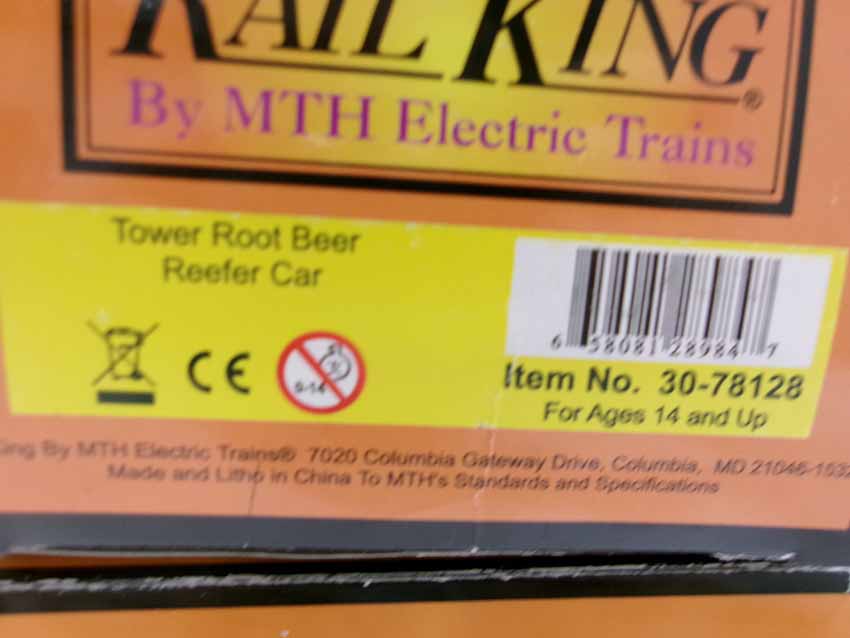 RAIL KING®
By MTH Electric Trains
Tower Root Beer
Reefer Car
CE
0-14
6 58081 28984 7
Item No. 30-78128
For Ages 14 and Up
King By MTH Electric Trains® 7020 Columbia Gateway Drive, Columbia, MD 21046-1532
Made and Litho in China To MTH's Standards and Specifications